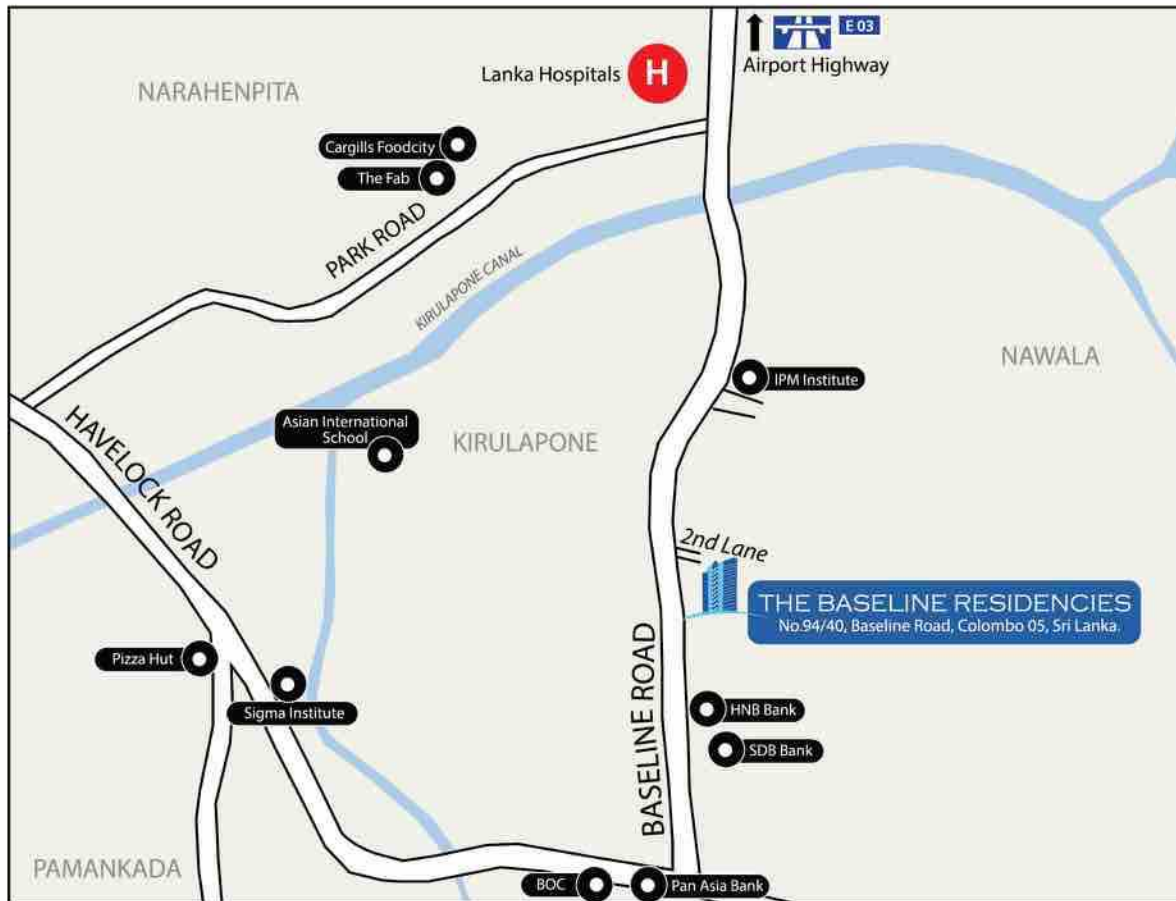 E 03
Airport Highway
Lanka Hospitals
H
NARAHENPITA
Cargills Foodcity
The Fab
PARK ROAD
KIRULAPONE CANAL
NAWALA
IPM Institute
Asian International
School
KIRULAPONE
HAVELOCK ROAD
2nd Lane
THE BASELINE RESIDENCIES
No.94/40, Baseline Road, Colombo 05, Sri Lanka.
BASELINE ROAD
Pizza Hut
Sigma Institute
HNB Bank
SDB Bank
PAMANKADA
BOC
Pan Asia Bank